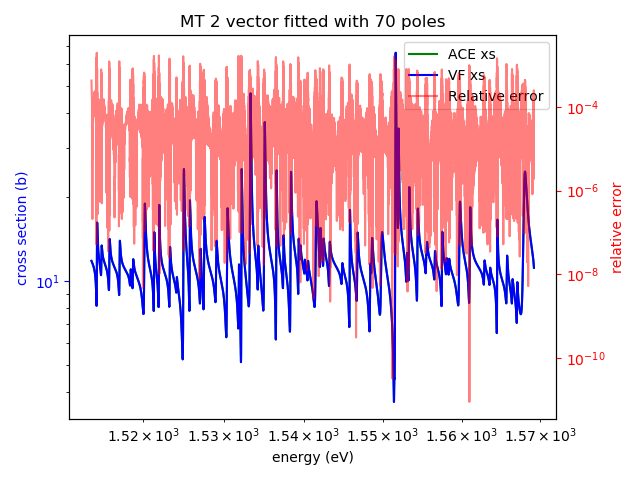 MT 2 vector fitted with 70 poles
ACE xs
VF xs
Relative error
cross section (b)
10¹
10⁻⁴
10⁻⁶
10⁻⁸
10⁻¹⁰
relative error
1.52 × 10³ 1.53 × 10³ 1.54 × 10³ 1.55 × 10³ 1.56 × 10³ 1.57 × 10³
energy (eV)